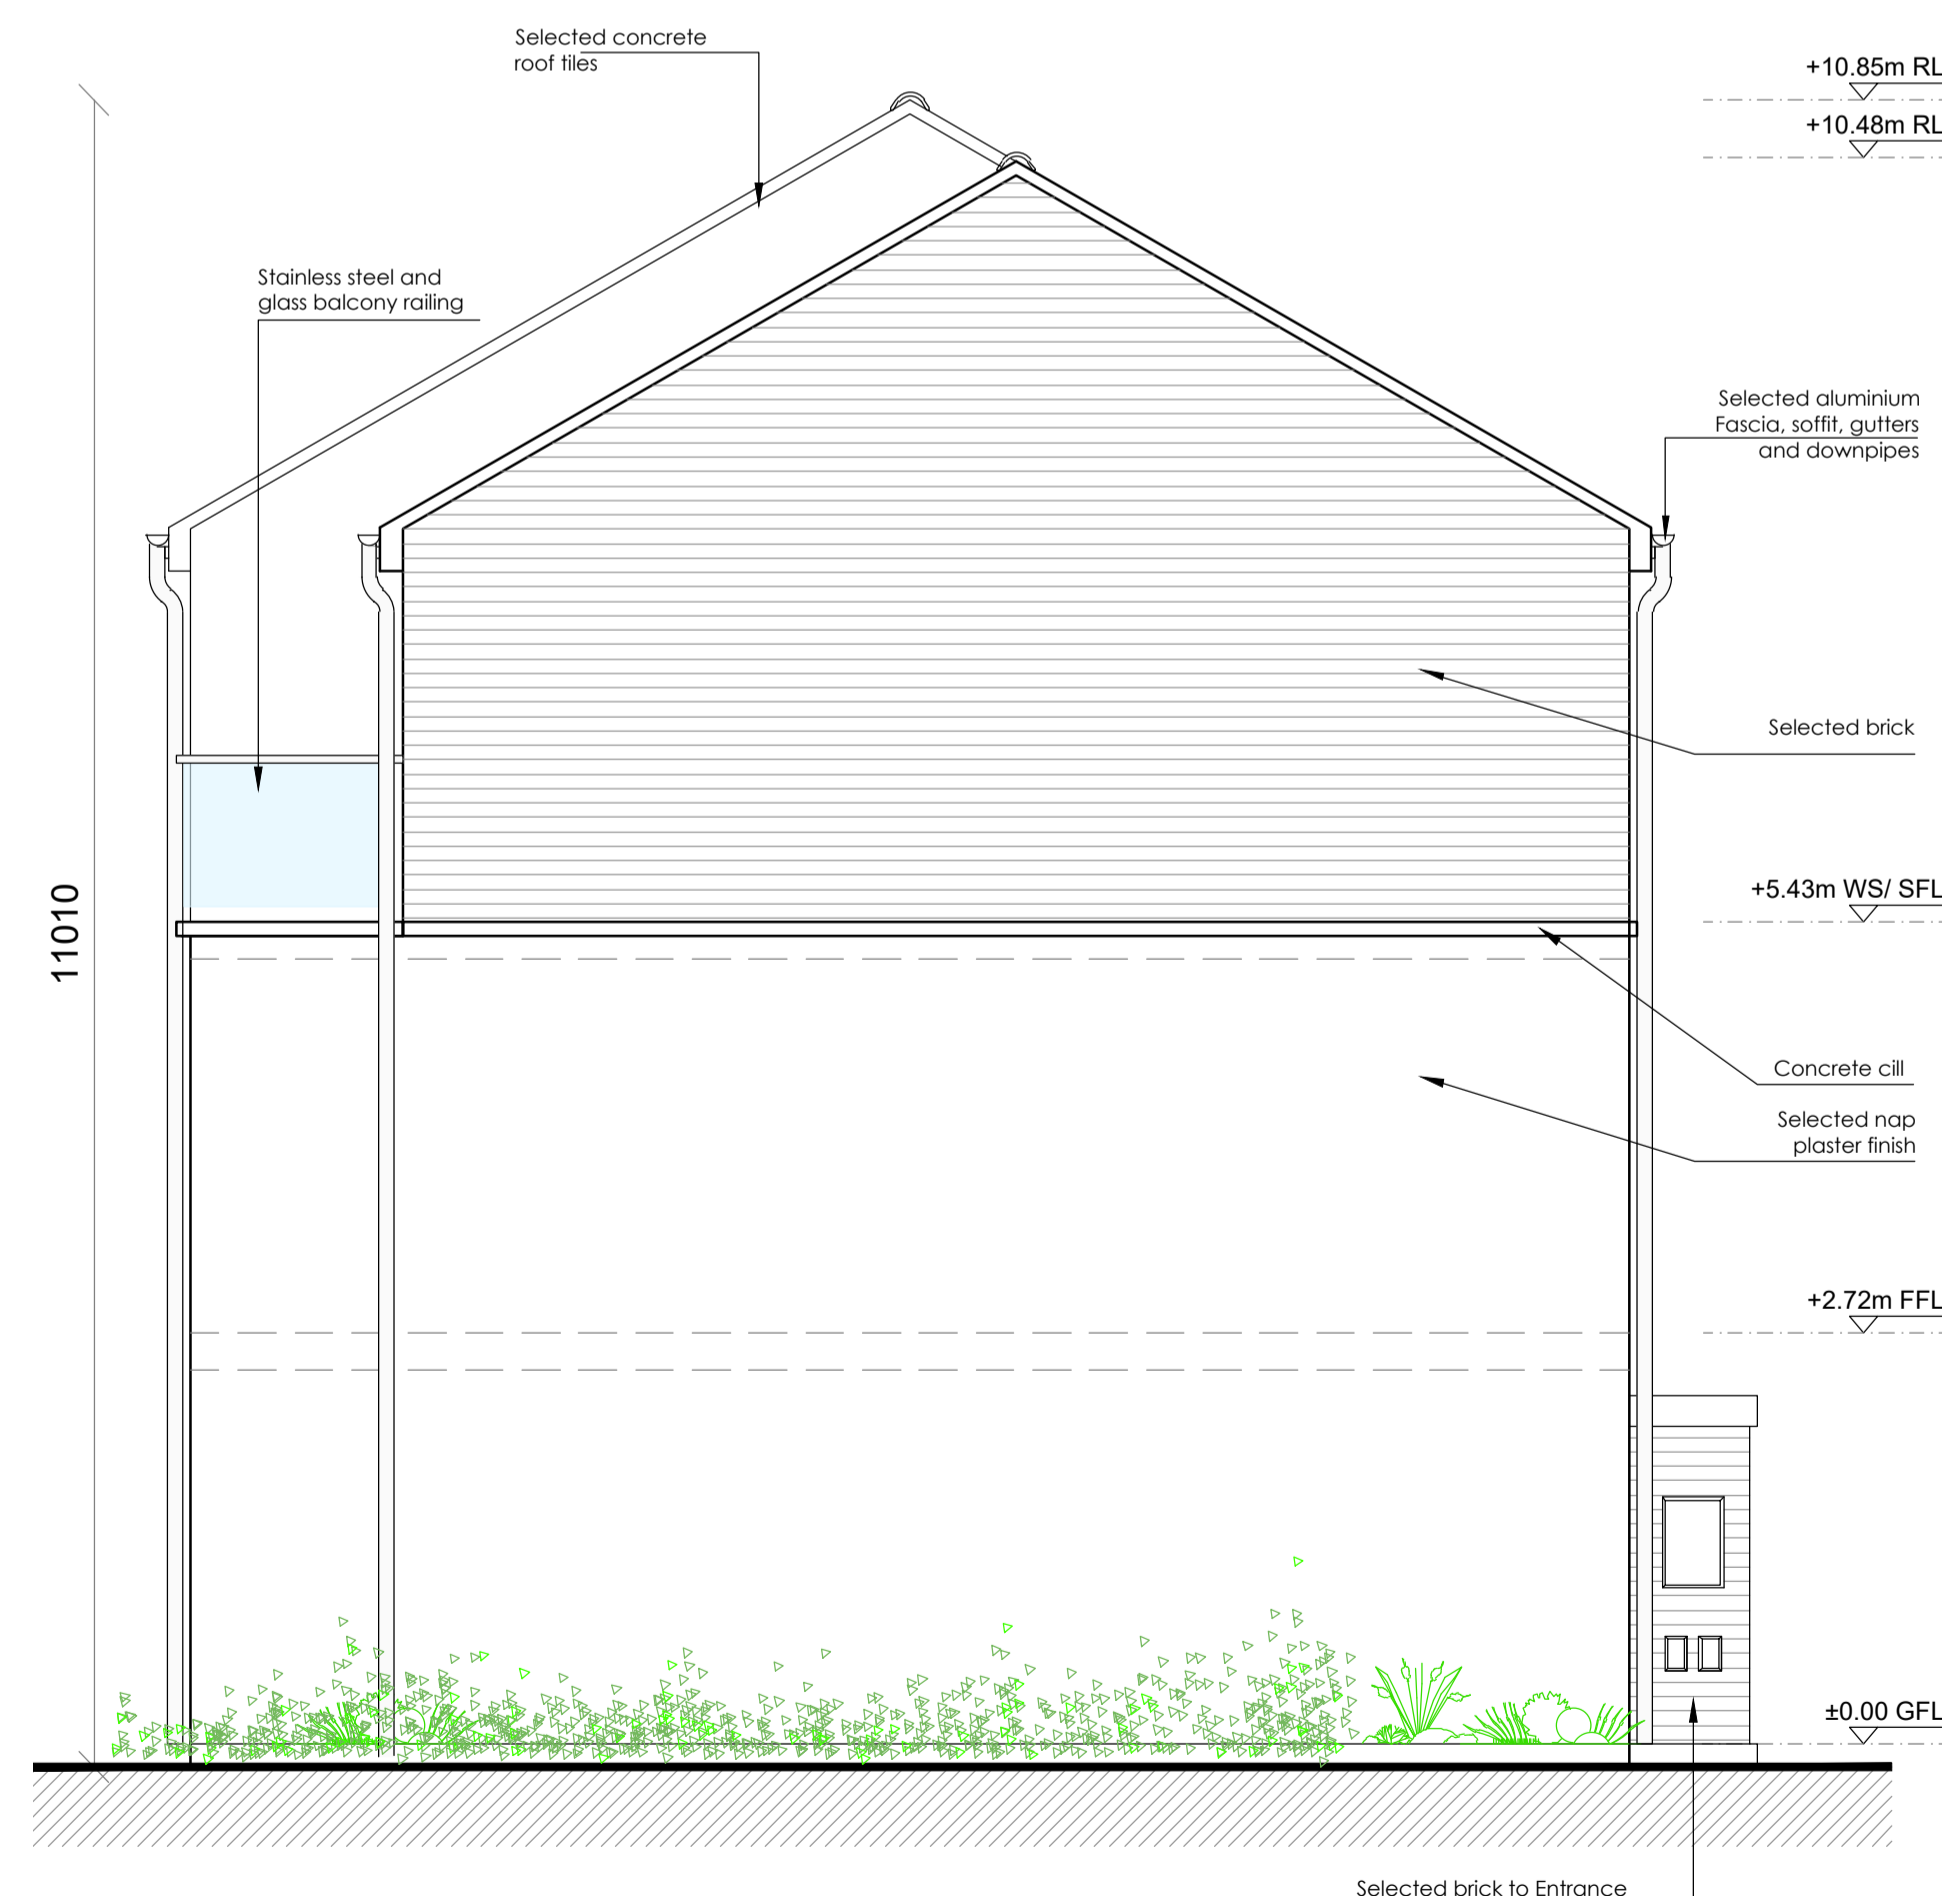 Selected concrete
roof tiles
+10.85m RL
+10.48m RL
Stainless steel and
glass balcony railing
Selected aluminium
Fascia, soffit, gutters
and downpipes
Selected brick
11010
+5.43m WS/ SFL
Concrete cill
Selected nap
plaster finish
+2.72m FFL
±0.00 GFL
Selected brick to Entrance